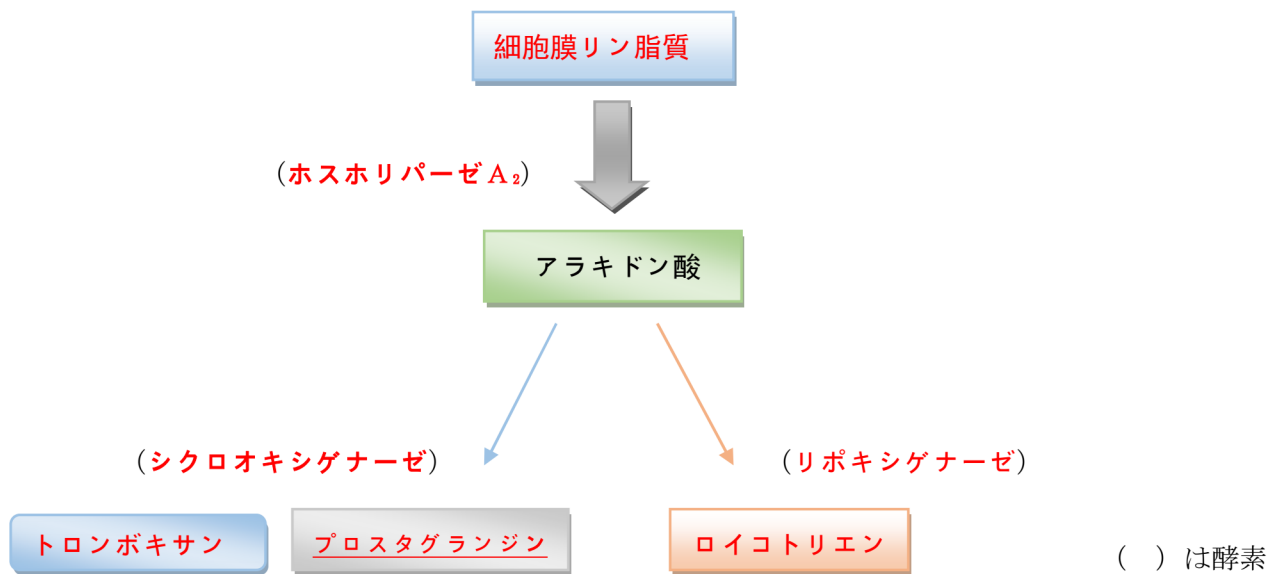 細胞膜リン脂質
（ホスホリパーゼA₂）
アラキドン酸
（シクロオキシゲナーゼ）
（リポキシゲナーゼ）
トロンボキサン
プロスタグランジン
ロイコトリエン
（　）は酵素